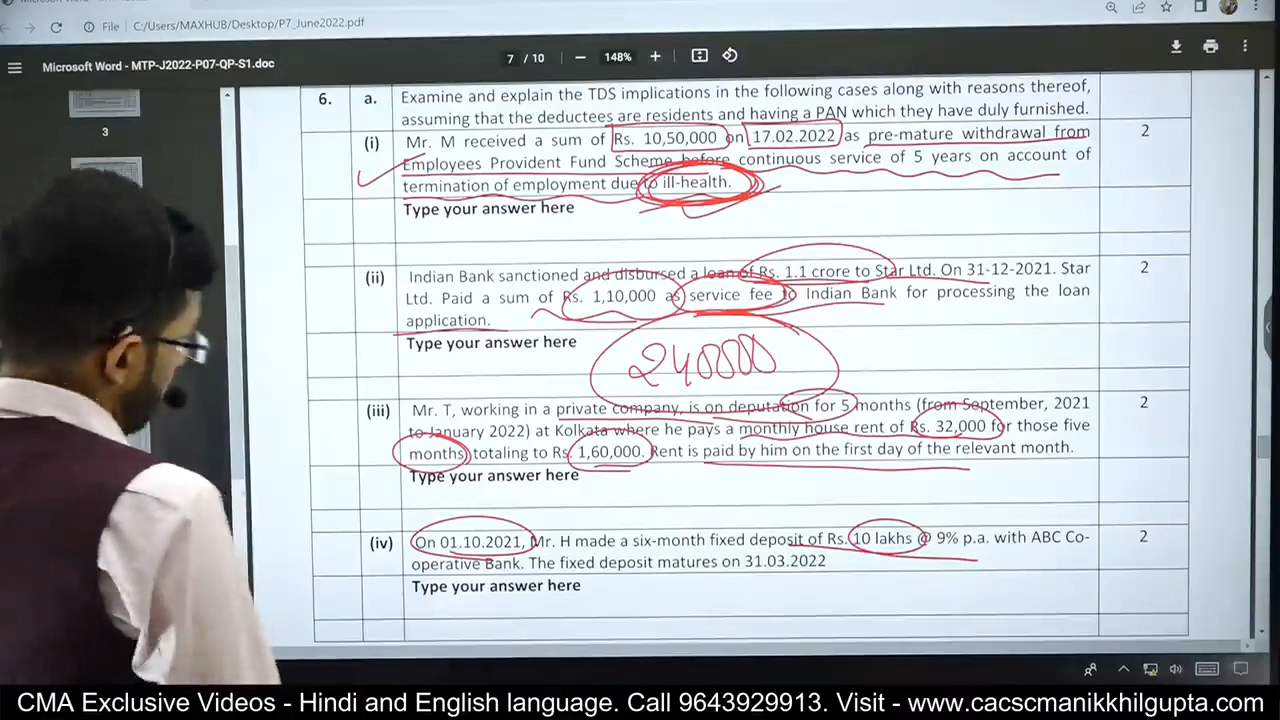 Microsoft Word - MTP-J2022-P07-QP-S1.doc
File | C:/Users/MAXHUB/Desktop/P7_June2022.pdf
Microsoft Word - MTP-J2022-P07-QP-S1.doc
7 / 10
148%
3
6. a. Examine and explain the TDS implications in the following cases along with reasons thereof,
assuming that the deductees are residents and having a PAN which they have duly furnished.
(i) Mr. M received a sum of Rs. 10,50,000 on 17.02.2022 as pre-mature withdrawal from 2
Employees Provident Fund Scheme before continuous service of 5 years on account of
termination of employment due to ill-health.
Type your answer here
(ii) Indian Bank sanctioned and disbursed a loan of Rs. 1.1 crore to Star Ltd. On 31-12-2021. Star 2
Ltd. Paid a sum of Rs. 1,10,000 as service fee to Indian Bank for processing the loan
application.
Type your answer here
240000
(iii) Mr. T, working in a private company, is on deputation for 5 months (from September, 2021 2
to January 2022) at Kolkata where he pays a monthly house rent of Rs. 32,000 for those five
months, totaling to Rs. 1,60,000. Rent is paid by him on the first day of the relevant month.
Type your answer here
(iv) On 01.10.2021, Mr. H made a six-month fixed deposit of Rs. 10 lakhs @ 9% p.a. with ABC Co- 2
operative Bank. The fixed deposit matures on 31.03.2022
Type your answer here
CMA Exclusive Videos - Hindi and English language. Call 9643929913. Visit - www.cacscmanikkhilgupta.com